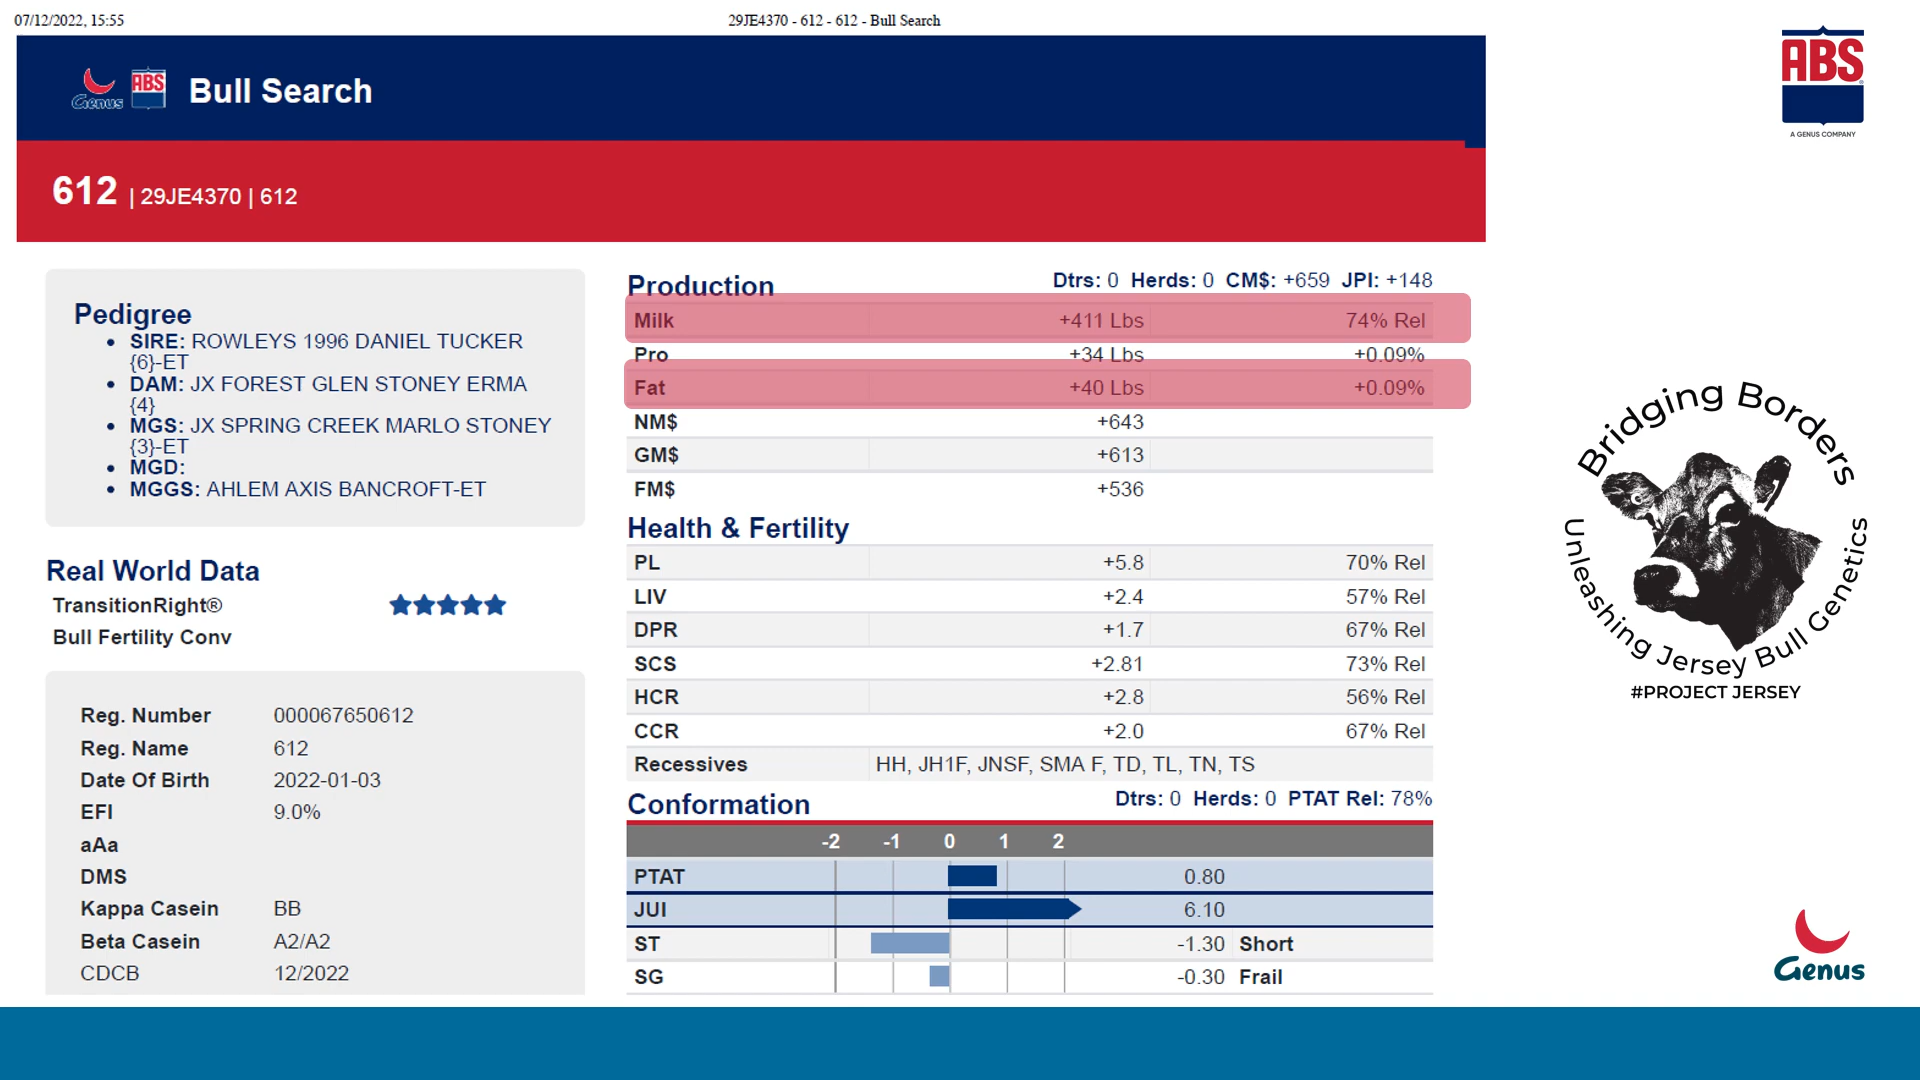 07/12/2022, 15:55
29JE4370 - 612 - 612 - Bull Search
Genus ABS Bull Search
612 | 29JE4370 | 612
Pedigree
• SIRE: ROWLEYS 1996 DANIEL TUCKER
{6}-ET
• DAM: JX FOREST GLEN STONEY ERMA
{4}
• MGS: JX SPRING CREEK MARLO STONEY
{3}-ET
• MGD:
• MGGS: AHLEM AXIS BANCROFT-ET
Real World Data
TransitionRight®
Bull Fertility Conv
Reg. Number 000067650612
Reg. Name 612
Date Of Birth 2022-01-03
EFI 9.0%
aAa
DMS
Kappa Casein BB
Beta Casein A2/A2
CDCB 12/2022
Production Dtrs: 0 Herds: 0 CM$: +659 JPI: +148
Milk +411 Lbs 74% Rel
Pro +34 Lbs +0.09%
Fat +40 Lbs +0.09%
NM$ +643
GM$ +613
FM$ +536
Health & Fertility
PL +5.8 70% Rel
LIV +2.4 57% Rel
DPR +1.7 67% Rel
SCS +2.81 73% Rel
HCR +2.8 56% Rel
CCR +2.0 67% Rel
Recessives HH, JH1F, JNSF, SMA F, TD, TL, TN, TS
Conformation Dtrs: 0 Herds: 0 PTAT Rel: 78%
-2 -1 0 1 2
PTAT 0.80
JUI 6.10
ST -1.30 Short
SG -0.30 Frail
ABS
A GENUS COMPANY
Bridging Borders
Unleashing Jersey Bull Genetics
#PROJECT JERSEY
Genus